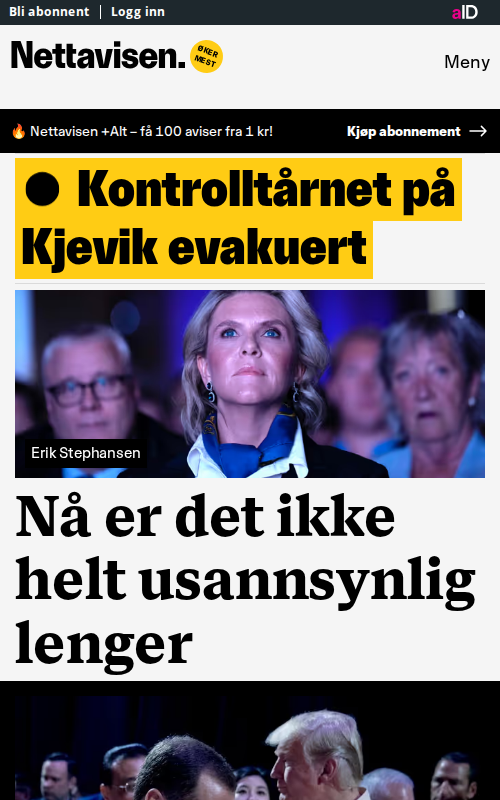 Bli abonnent | Logg inn
aID
Nettavisen.
ØKER
MEST
Meny
🔥 Nettavisen +Alt – få 100 aviser fra 1 kr!
Kjøp abonnement →
Kontrolltårnet på
Kjevik evakuert
Erik Stephansen
Nå er det ikke
helt usannsynlig
lenger